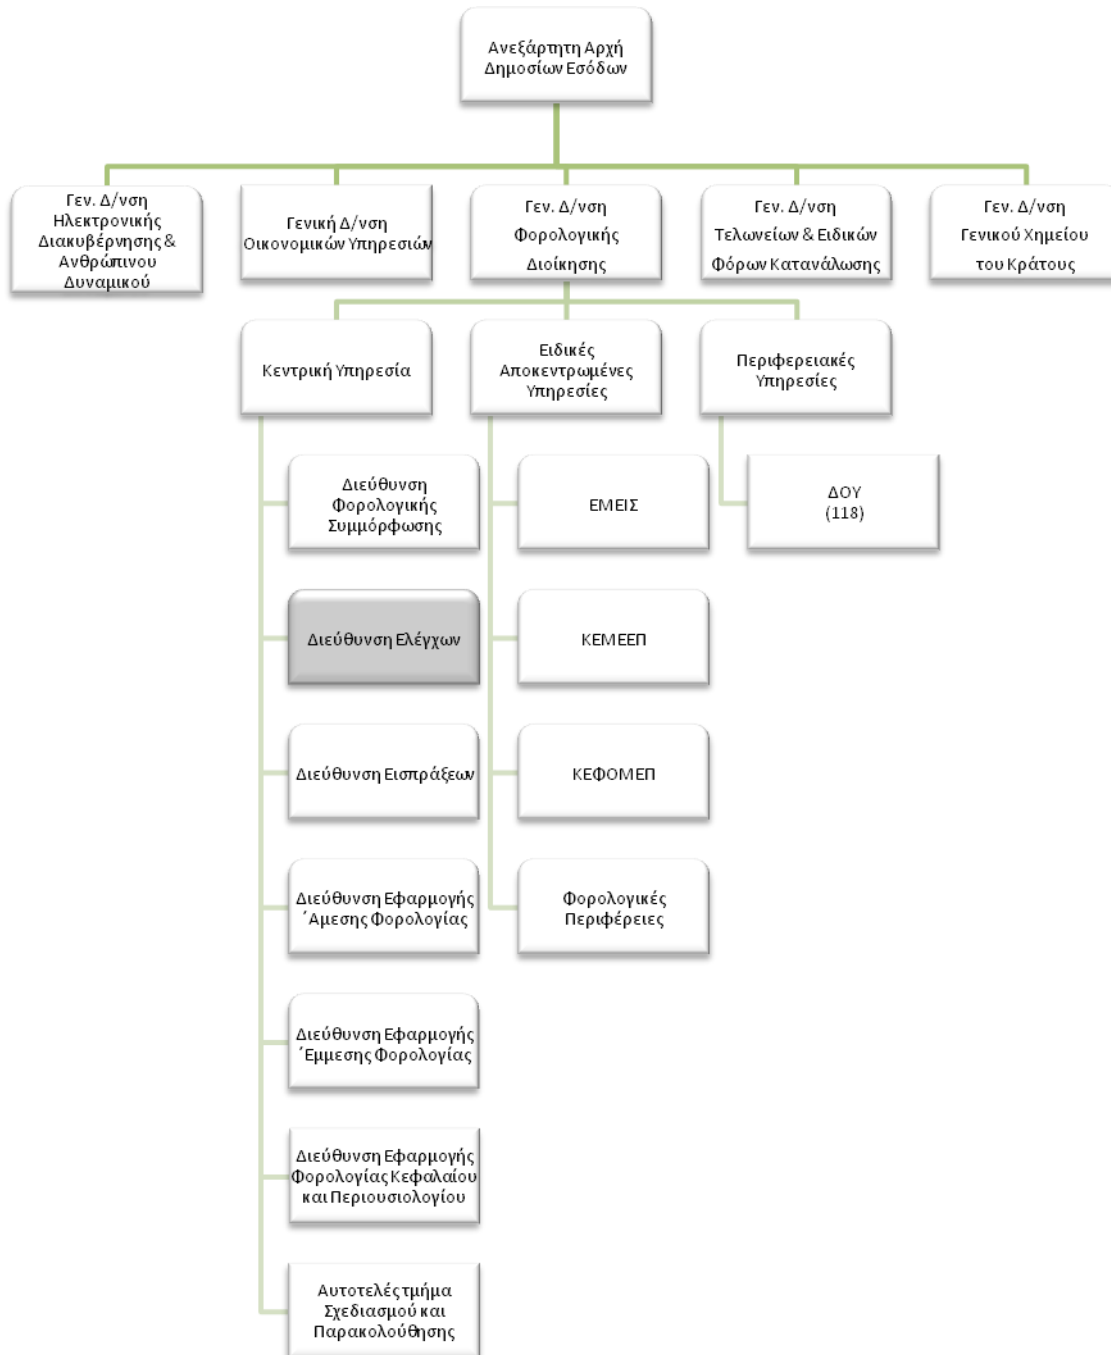 Ανεξάρτητη Αρχή
Δημοσίων Εσόδων
Γεν. Δ/νση
Ηλεκτρονικής
Διακυβέρνησης &
Ανθρώπινου
Δυναμικού
Γενική Δ/νση
Οικονομικών Υπηρεσιών
Γεν. Δ/νση
Φορολογικής
Διοίκησης
Γεν. Δ/νση
Τελωνείων & Ειδικών
Φόρων Κατανάλωσης
Γεν. Δ/νση
Γενικού Χημείου
του Κράτους
Κεντρική Υπηρεσία
Ειδικές
Αποκεντρωμένες
Υπηρεσίες
Περιφερειακές
Υπηρεσίες
Διεύθυνση
Φορολογικής
Συμμόρφωσης
ΕΜΕΙΣ
ΔΟΥ
(118)
Διεύθυνση Ελέγχων
ΚΕΜΕΕΠ
Διεύθυνση Εισπράξεων
ΚΕΦΟΜΕΠ
Διεύθυνση Εφαρμογής
΄Αμεσης Φορολογίας
Φορολογικές
Περιφέρειες
Διεύθυνση Εφαρμογής
΄Εμμεσης Φορολογίας
Διεύθυνση Εφαρμογής
Φορολογίας Κεφαλαίου
και Περιουσιολογίου
Αυτοτελές τμήμα
Σχεδιασμού και
Παρακολούθησης